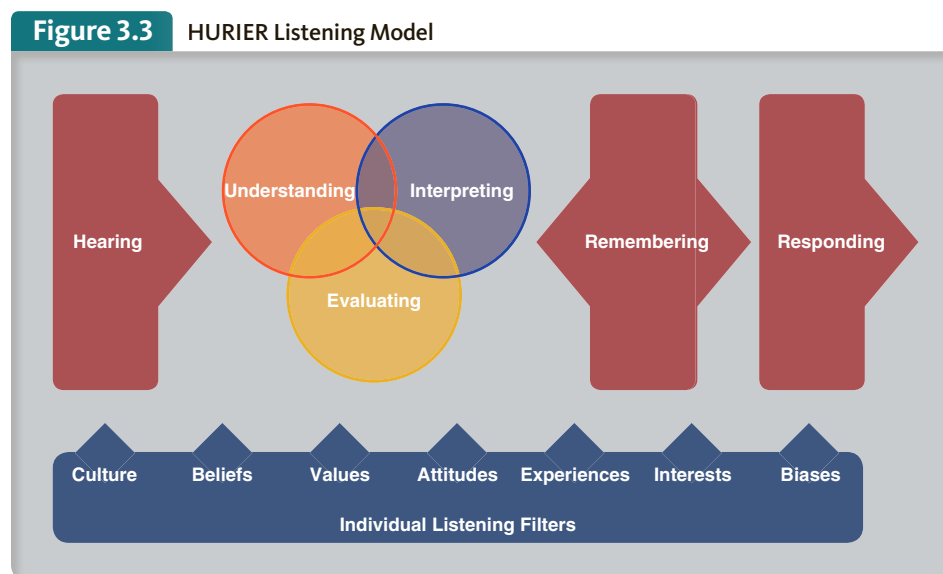 Figure 3.3 HURIER Listening Model
Understanding Interpreting
Hearing Remembering Responding
Evaluating
Culture Beliefs Values Attitudes Experiences Interests Biases
Individual Listening Filters